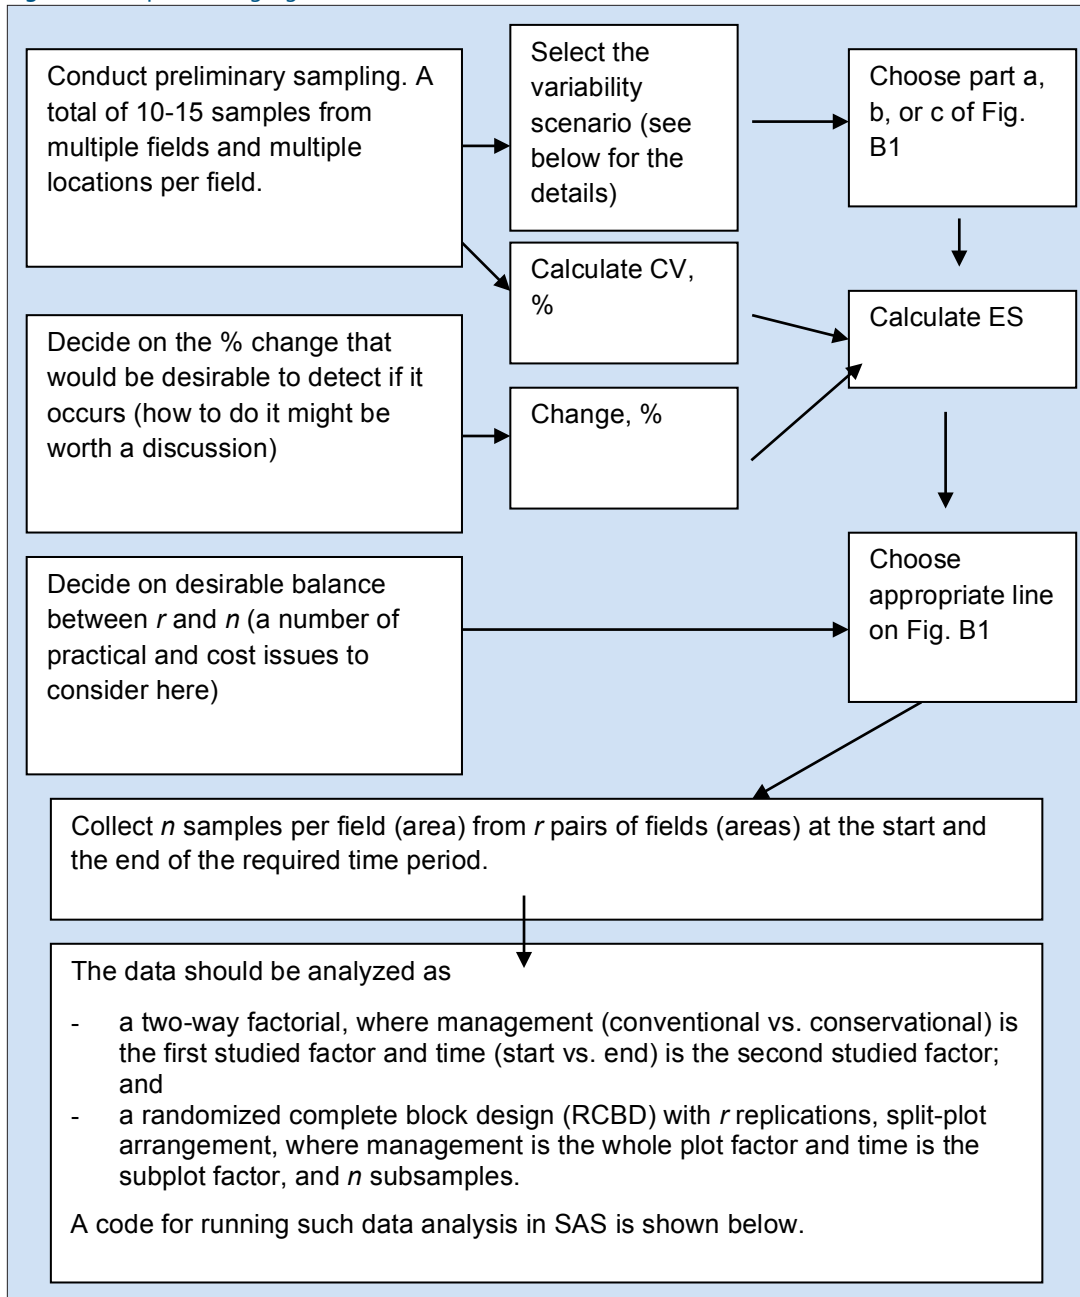 Conduct preliminary sampling. A
total of 10-15 samples from
multiple fields and multiple
locations per field.
Select the
variability
scenario (see
below for the
details)
Choose part a,
b, or c of Fig.
B1
Calculate CV,
%
Calculate ES
Decide on the % change that
would be desirable to detect if it
occurs (how to do it might be
worth a discussion)
Change, %
Decide on desirable balance
between r and n (a number of
practical and cost issues to
consider here)
Choose
appropriate line
on Fig. B1
Collect n samples per field (area) from r pairs of fields (areas) at the start and
the end of the required time period.
The data should be analyzed as
- a two-way factorial, where management (conventional vs. conservational) is
the first studied factor and time (start vs. end) is the second studied factor;
and
- a randomized complete block design (RCBD) with r replications, split-plot
arrangement, where management is the whole plot factor and time is the
subplot factor, and n subsamples.
A code for running such data analysis in SAS is shown below.